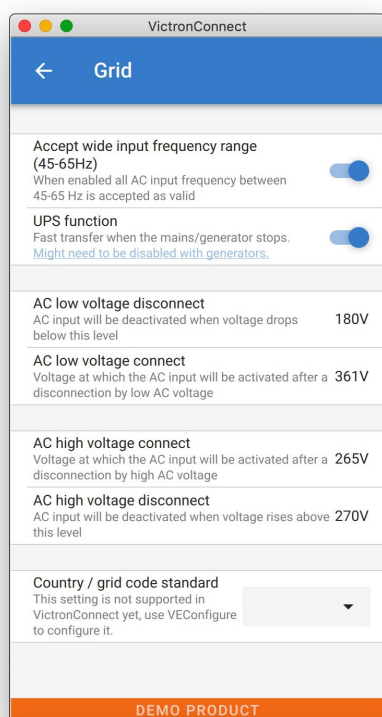 VictronConnect
Grid
Accept wide input frequency range
(45-65Hz)
When enabled all AC input frequency between
45-65 Hz is accepted as valid
UPS function
Fast transfer when the mains/generator stops.
Might need to be disabled with generators.
AC low voltage disconnect
AC input will be deactivated when voltage drops
below this level
180V
AC low voltage connect
Voltage at which the AC input will be activated after a
disconnection by low AC voltage
361V
AC high voltage connect
Voltage at which the AC input will be activated after a
disconnection by high AC voltage
265V
AC high voltage disconnect
AC input will be deactivated when voltage rises above
this level
270V
Country / grid code standard
This setting is not supported in
VictronConnect yet, use VEConfigure
to configure it.
DEMO PRODUCT